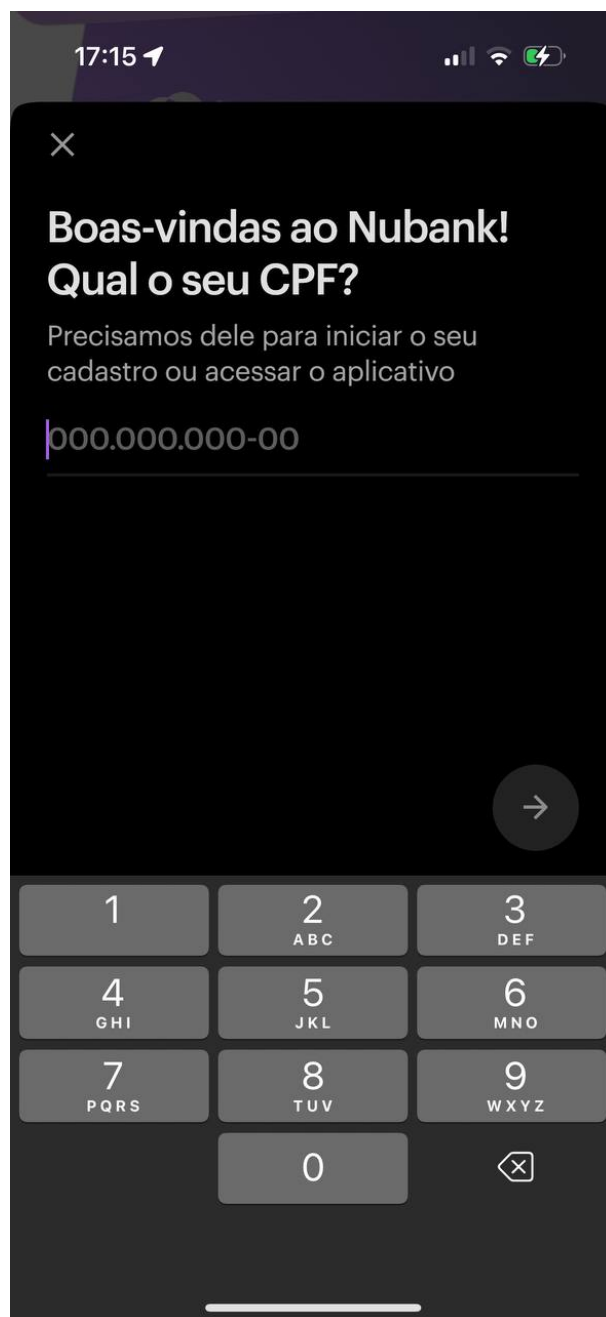 17:15
Boas-vindas ao Nubank!
Qual o seu CPF?
Precisamos dele para iniciar o seu
cadastro ou acessar o aplicativo
000.000.000-00
1
2
ABC
3
DEF
4
GHI
5
JKL
6
MNO
7
PQRS
8
TUV
9
WXYZ
0